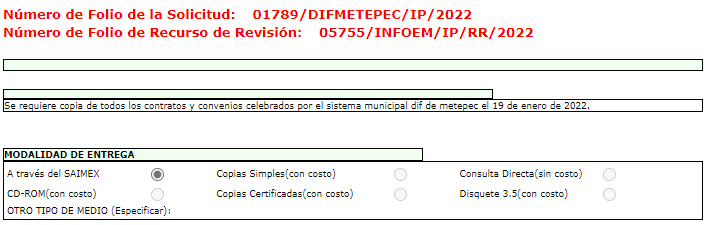 Número de Folio de la Solicitud: 01789/DIFMETEPEC/IP/2022
Número de Folio de Recurso de Revisión: 05755/INFOEM/IP/RR/2022
Se requiere copia de todos los contratos y convenios celebrados por el sistema municipal dif de metepec el 19 de enero de 2022.
MODALIDAD DE ENTREGA
A través del SAIMEX Copias Simples(con costo) Consulta Directa(sin costo)
CD-ROM(con costo) Copias Certificadas(con costo) Disquete 3.5(con costo)
OTRO TIPO DE MEDIO (Especificar):